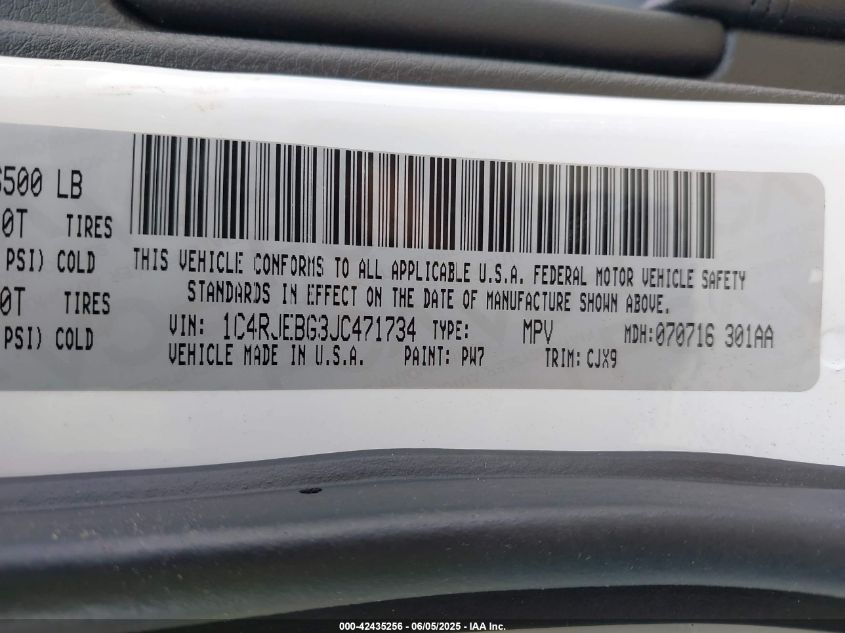 6500 LB
0T TIRES
PSI) COLD
0T TIRES
PSI) COLD
THIS VEHICLE CONFORMS TO ALL APPLICABLE U.S.A. FEDERAL MOTOR VEHICLE SAFETY
STANDARDS IN EFFECT ON THE DATE OF MANUFACTURE SHOWN ABOVE.
VIN: 1C4RJEBG3JC471734 TYPE: MPV MDH:070716 301AA
VEHICLE MADE IN U.S.A. PAINT: PW7 TRIM: CJX9
000-42435256 - 06/05/2025 - IAA Inc.